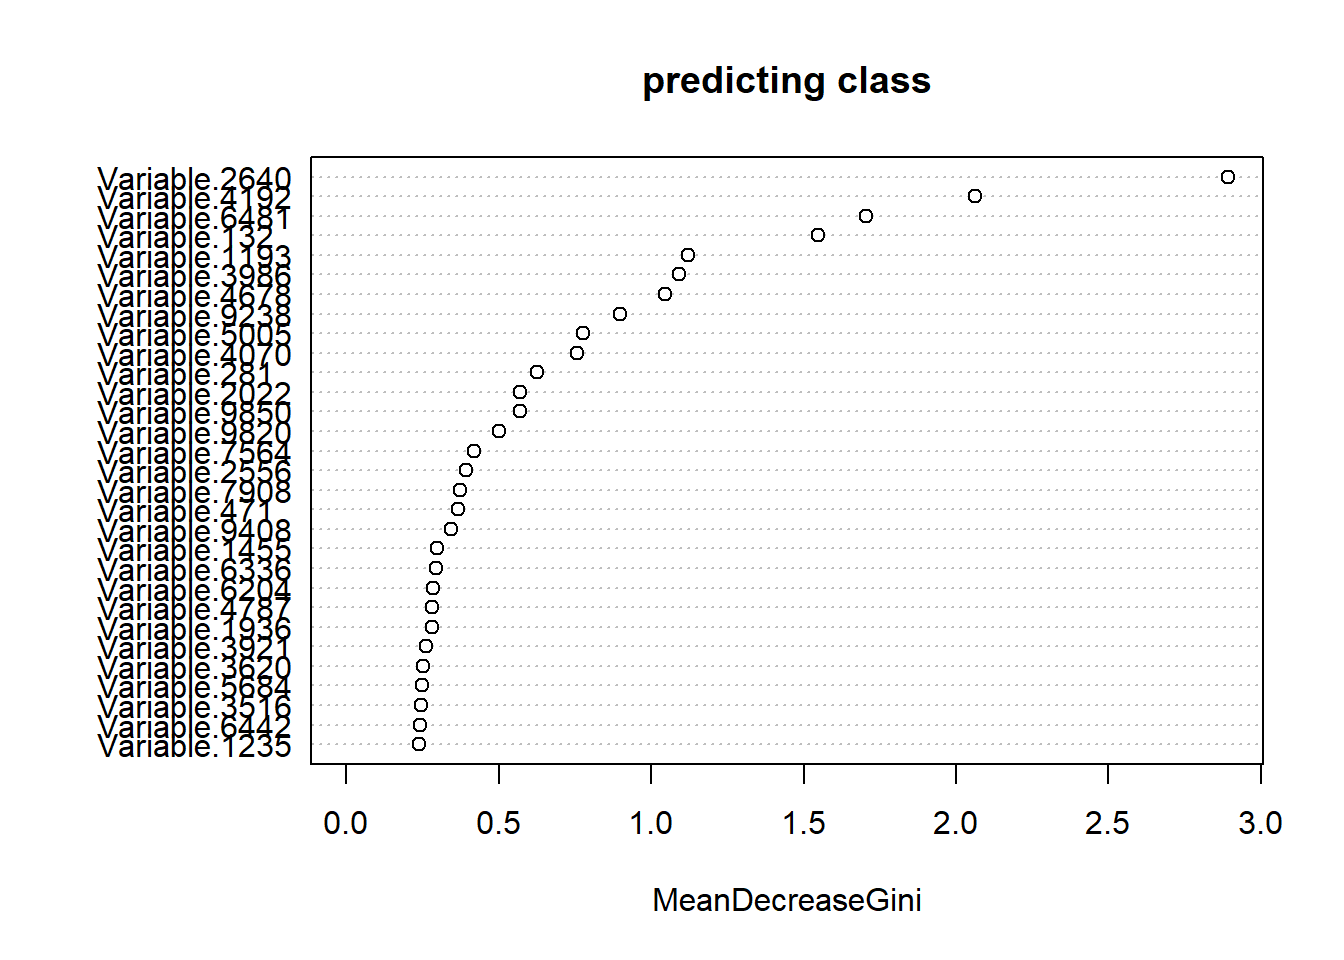 predicting class
Variable.2640
Variable.4192
Variable.6481
Variable.132
Variable.1193
Variable.3986
Variable.4678
Variable.9238
Variable.5005
Variable.4070
Variable.281
Variable.2022
Variable.9850
Variable.9820
Variable.7564
Variable.2556
Variable.7908
Variable.471
Variable.9408
Variable.1455
Variable.6336
Variable.6204
Variable.4787
Variable.1936
Variable.3921
Variable.3620
Variable.5684
Variable.3516
Variable.6442
Variable.1235
0.0 0.5 1.0 1.5 2.0 2.5 3.0
MeanDecreaseGini